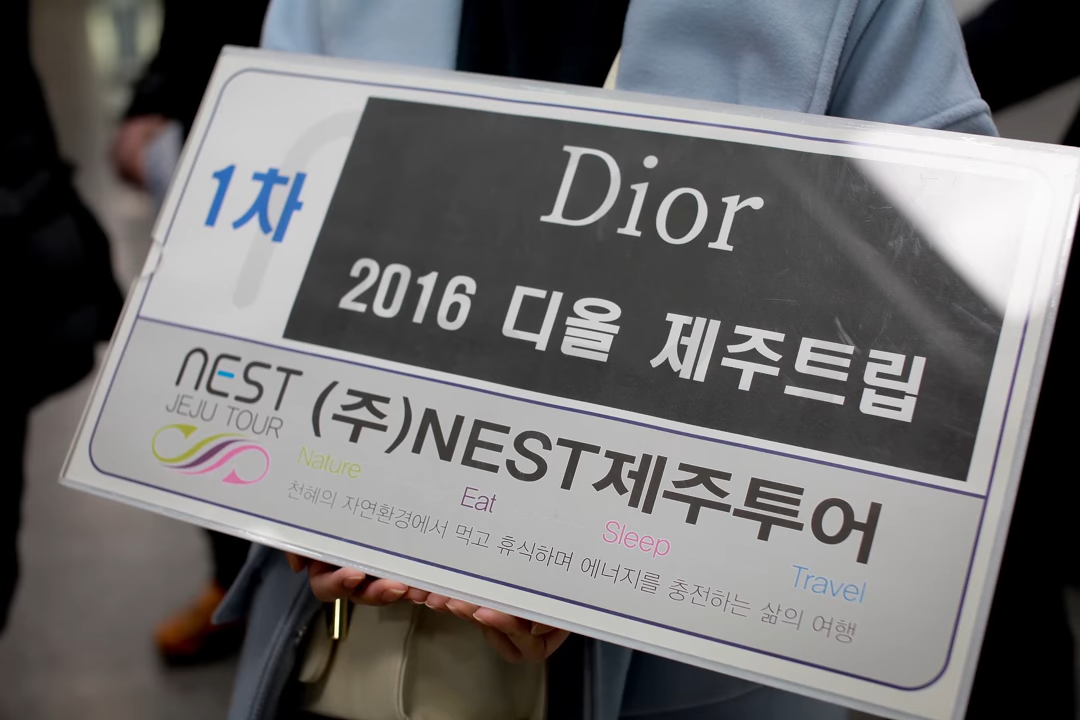 1차
Dior
2016 디올 제주트립
NEST
JEJU TOUR
(주)NEST제주투어
Nature Eat Sleep Travel
천혜의 자연환경에서 먹고 휴식하며 에너지를 충전하는 삶의 여행